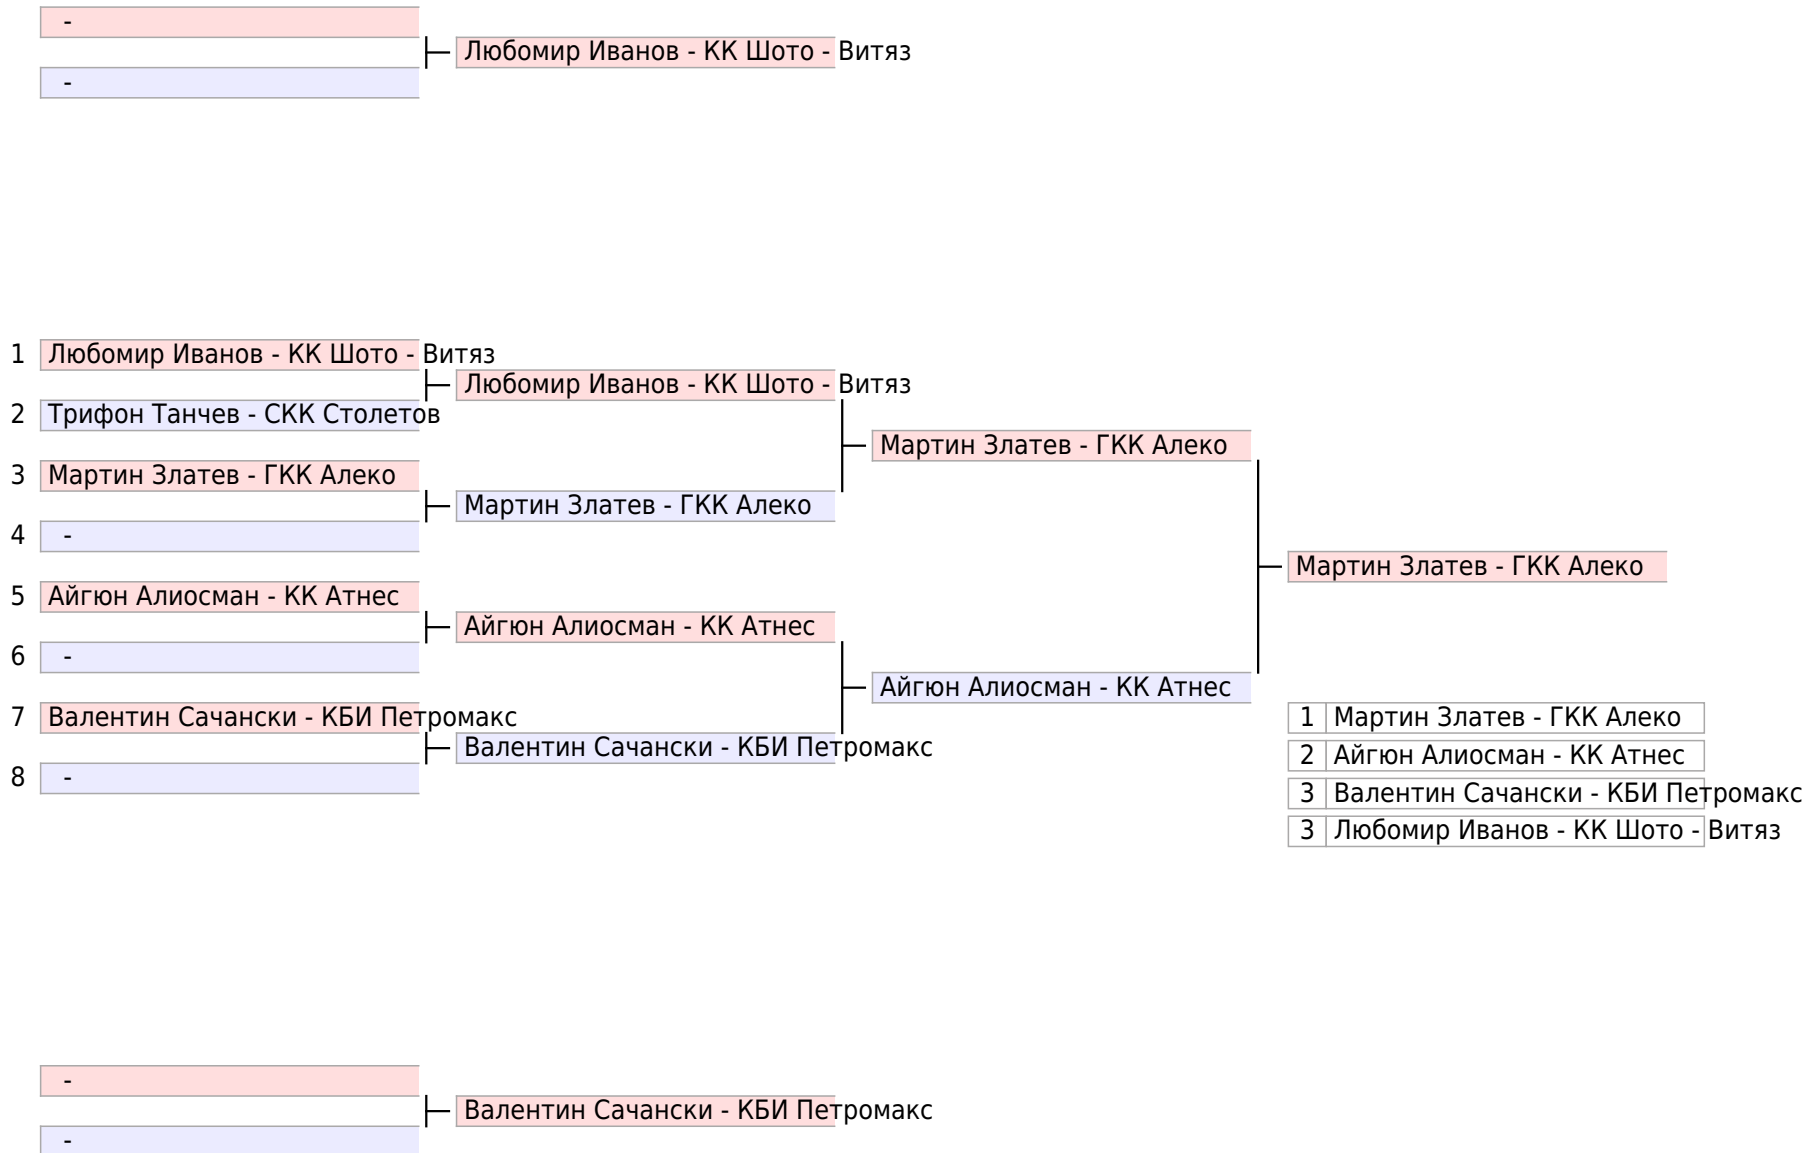 -
Любомир Иванов - КК Шото - Витяз
-
1 Любомир Иванов - КК Шото - Витяз
Любомир Иванов - КК Шото - Витяз
2 Трифон Танчев - СКК Столетов
Мартин Златев - ГКК Алеко
3 Мартин Златев - ГКК Алеко
Мартин Златев - ГКК Алеко
4 -
Мартин Златев - ГКК Алеко
5 Айгюн Алиосман - КК Атнес
Айгюн Алиосман - КК Атнес
6 -
Айгюн Алиосман - КК Атнес
7 Валентин Сачански - КБИ Петромакс
1 Мартин Златев - ГКК Алеко
Валентин Сачански - КБИ Петромакс
2 Айгюн Алиосман - КК Атнес
8 -
3 Валентин Сачански - КБИ Петромакс
3 Любомир Иванов - КК Шото - Витяз
-
Валентин Сачански - КБИ Петромакс
-